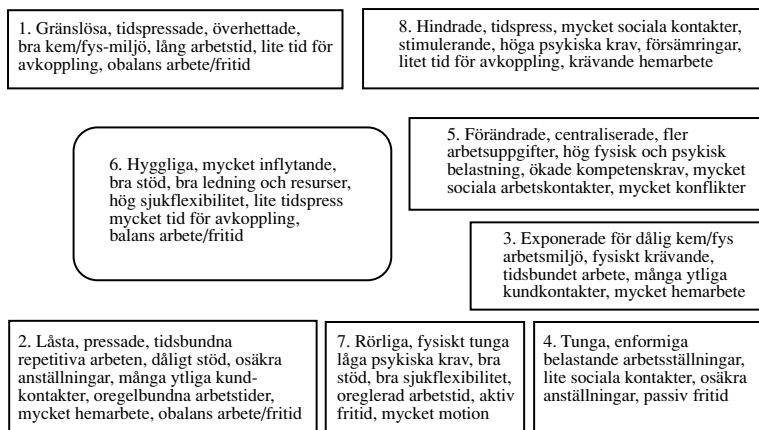 1. Gränslösa, tidspressade, överhettade,
bra kem/fys-miljö, lång arbetstid, lite tid för
avkoppling, obalans arbete/fritid
8. Hindrade, tidspress, mycket sociala kontakter,
stimulerande, höga psykiska krav, försämringar,
litet tid för avkoppling, krävande hemarbete
5. Förändrade, centraliserade, fler
arbetsuppgifter, hög fysisk och psykisk
belastning, ökade kompetenskrav, mycket
sociala arbetskontakter, mycket konflikter
6. Hyggliga, mycket inflytande,
bra stöd, bra ledning och resurser,
hög sjukflexibilitet, lite tidspress
mycket tid för avkoppling,
balans arbete/fritid
3. Exponerade för dålig kem/fys
arbetsmiljö, fysiskt krävande,
tidsbundet arbete, många ytliga
kundkontakter, mycket hemarbete
2. Låsta, pressade, tidsbundna
repetitiva arbeten, dåligt stöd, osäkra
anställningar, många ytliga kund-
kontakter, oregelbundna arbetstider,
mycket hemarbete, obalans arbete/fritid
7. Rörliga, fysiskt tunga
låga psykiska krav, bra
stöd, bra sjukflexibilitet,
oreglerad arbetstid, aktiv
fritid, mycket motion
4. Tunga, enformiga
belastande arbetsställningar,
lite sociala kontakter, osäkra
anställningar, passiv fritid